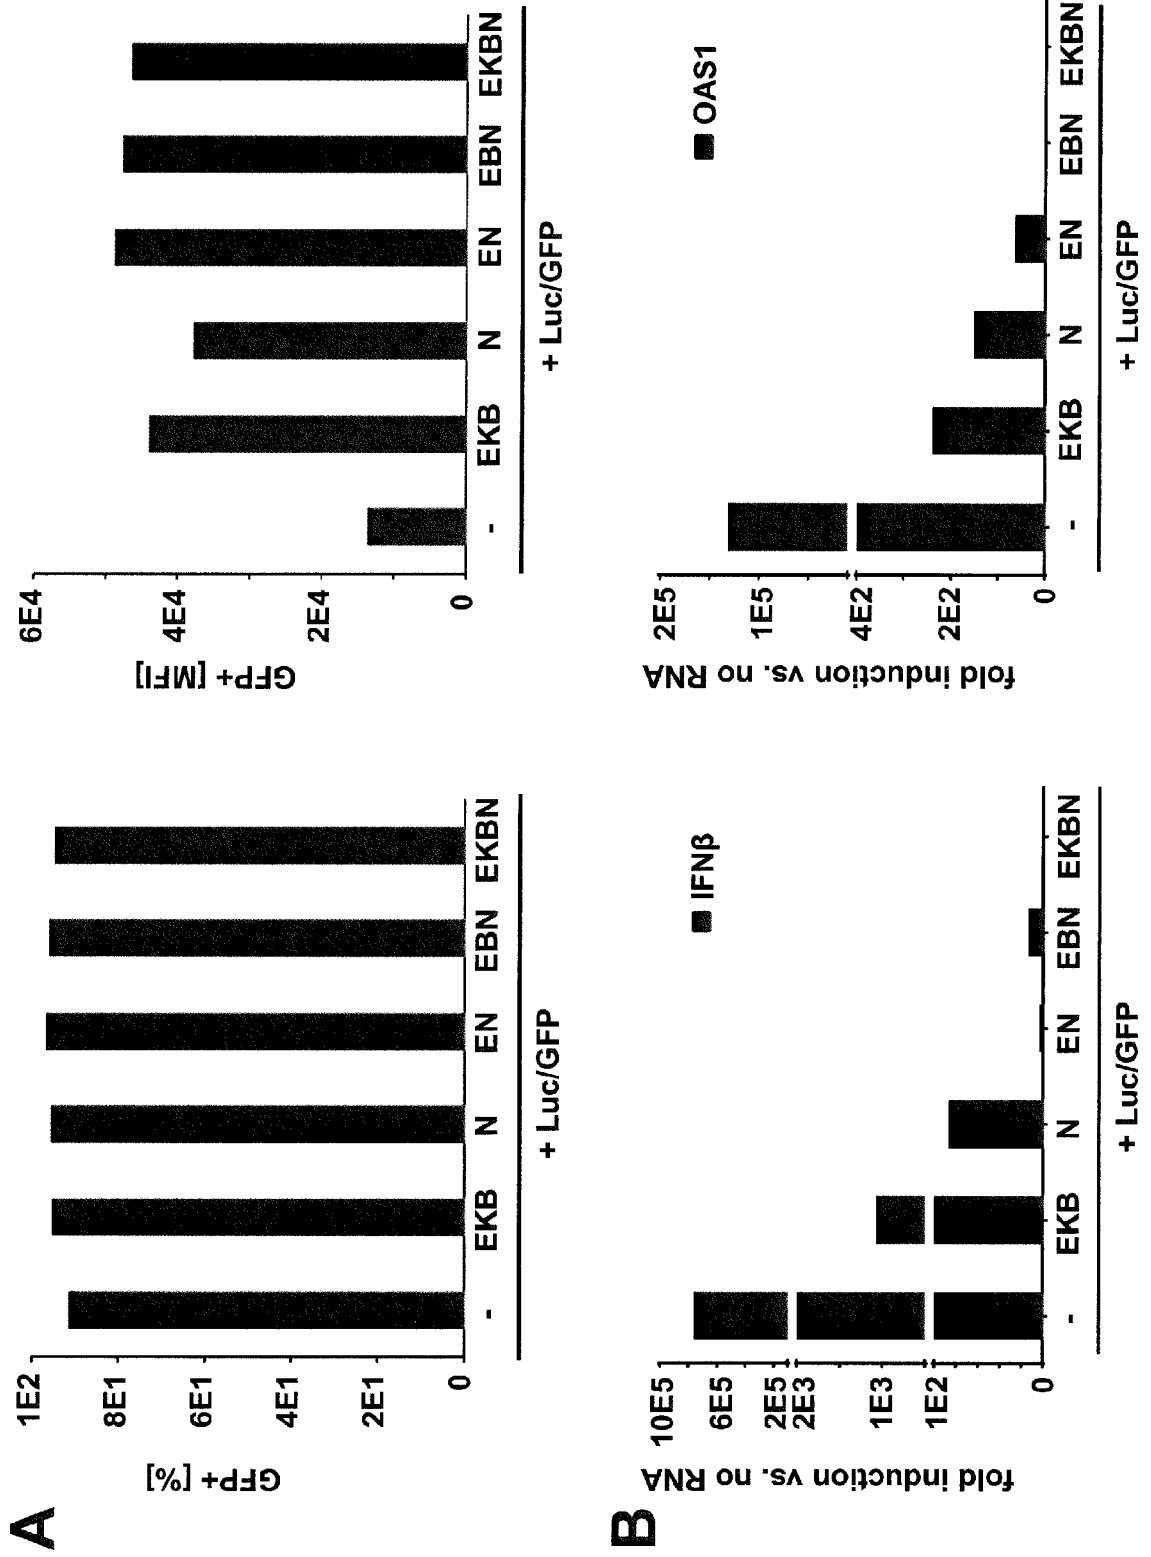 A
GFP+ [%]
1E2
8E1
6E1
4E1
2E1
0
- EKB N EN EBN EKBN
+ Luc/GFP
GFP+ [MFI]
6E4
4E4
2E4
0
- EKB N EN EBN EKBN
+ Luc/GFP
B
fold induction vs. no RNA
10E5
6E5
2E5
2E3
1E3
1E2
0
IFNβ
- EKB N EN EBN EKBN
+ Luc/GFP
fold induction vs. no RNA
2E5
1E5
4E2
2E2
0
OAS1
- EKB N EN EBN EKBN
+ Luc/GFP